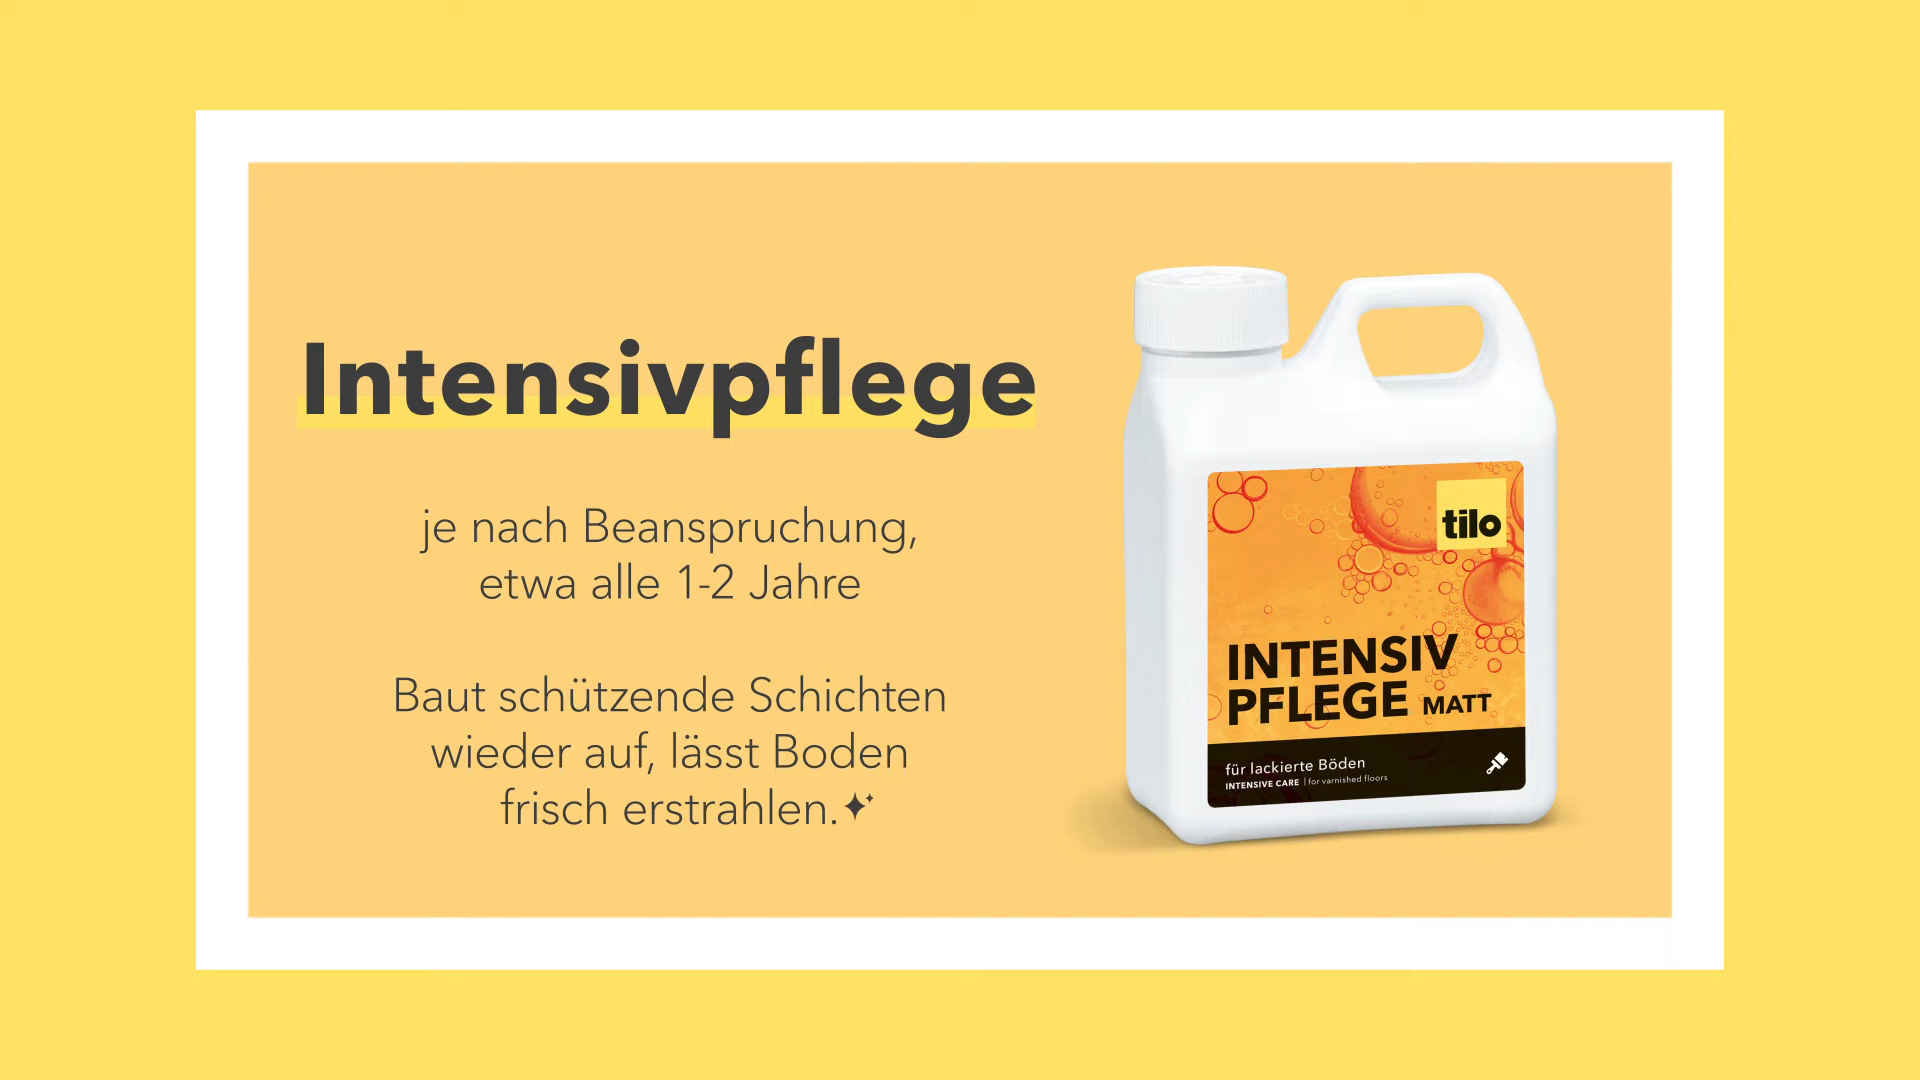 Intensivpflege
je nach Beanspruchung,
etwa alle 1-2 Jahre
Baut schützende Schichten
wieder auf, lässt Boden
frisch erstrahlen.
tilo
INTENSIV
PFLEGE MATT
für lackierte Böden
INTENSIVE CARE | for varnished floors